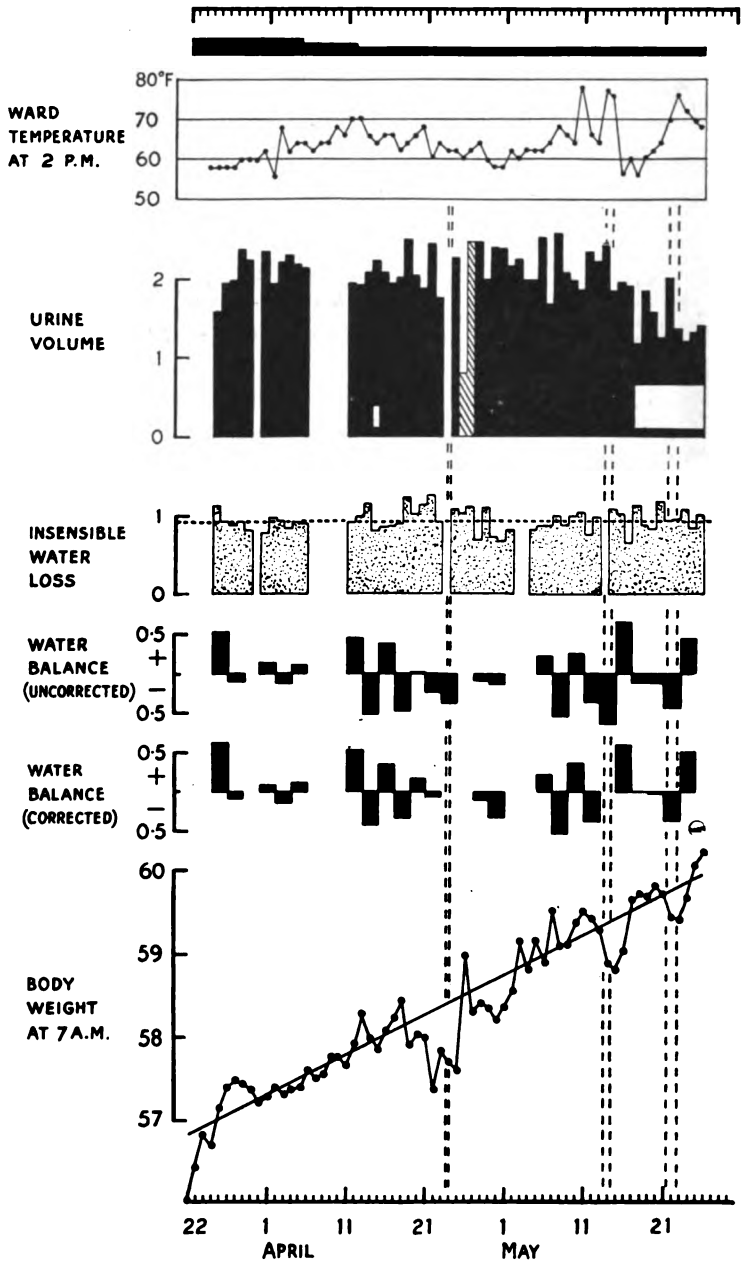 80°F
70
60
50
WARD
TEMPERATURE
AT 2 P.M.
2
1
0
URINE
VOLUME
1
0
INSENSIBLE
WATER
LOSS
0·5
+
–
0·5
WATER
BALANCE
(UNCORRECTED)
0·5
+
–
0·5
WATER
BALANCE
(CORRECTED)
60
59
58
57
BODY
WEIGHT
AT 7 A.M.
22 1 11 21 1 11 21
APRIL MAY